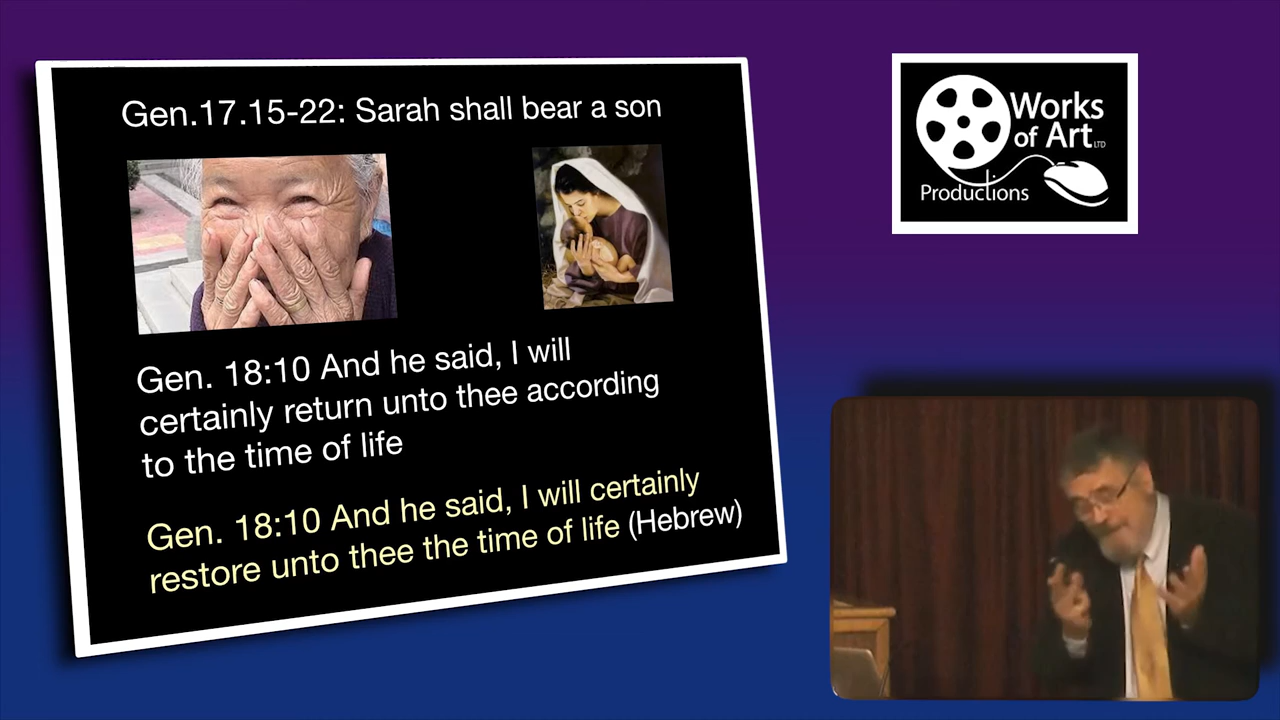 Gen.17.15-22: Sarah shall bear a son
Gen. 18:10 And he said, I will
certainly return unto thee according
to the time of life
Gen. 18:10 And he said, I will certainly
restore unto thee the time of life (Hebrew)
Works
of Art LTD
Productions